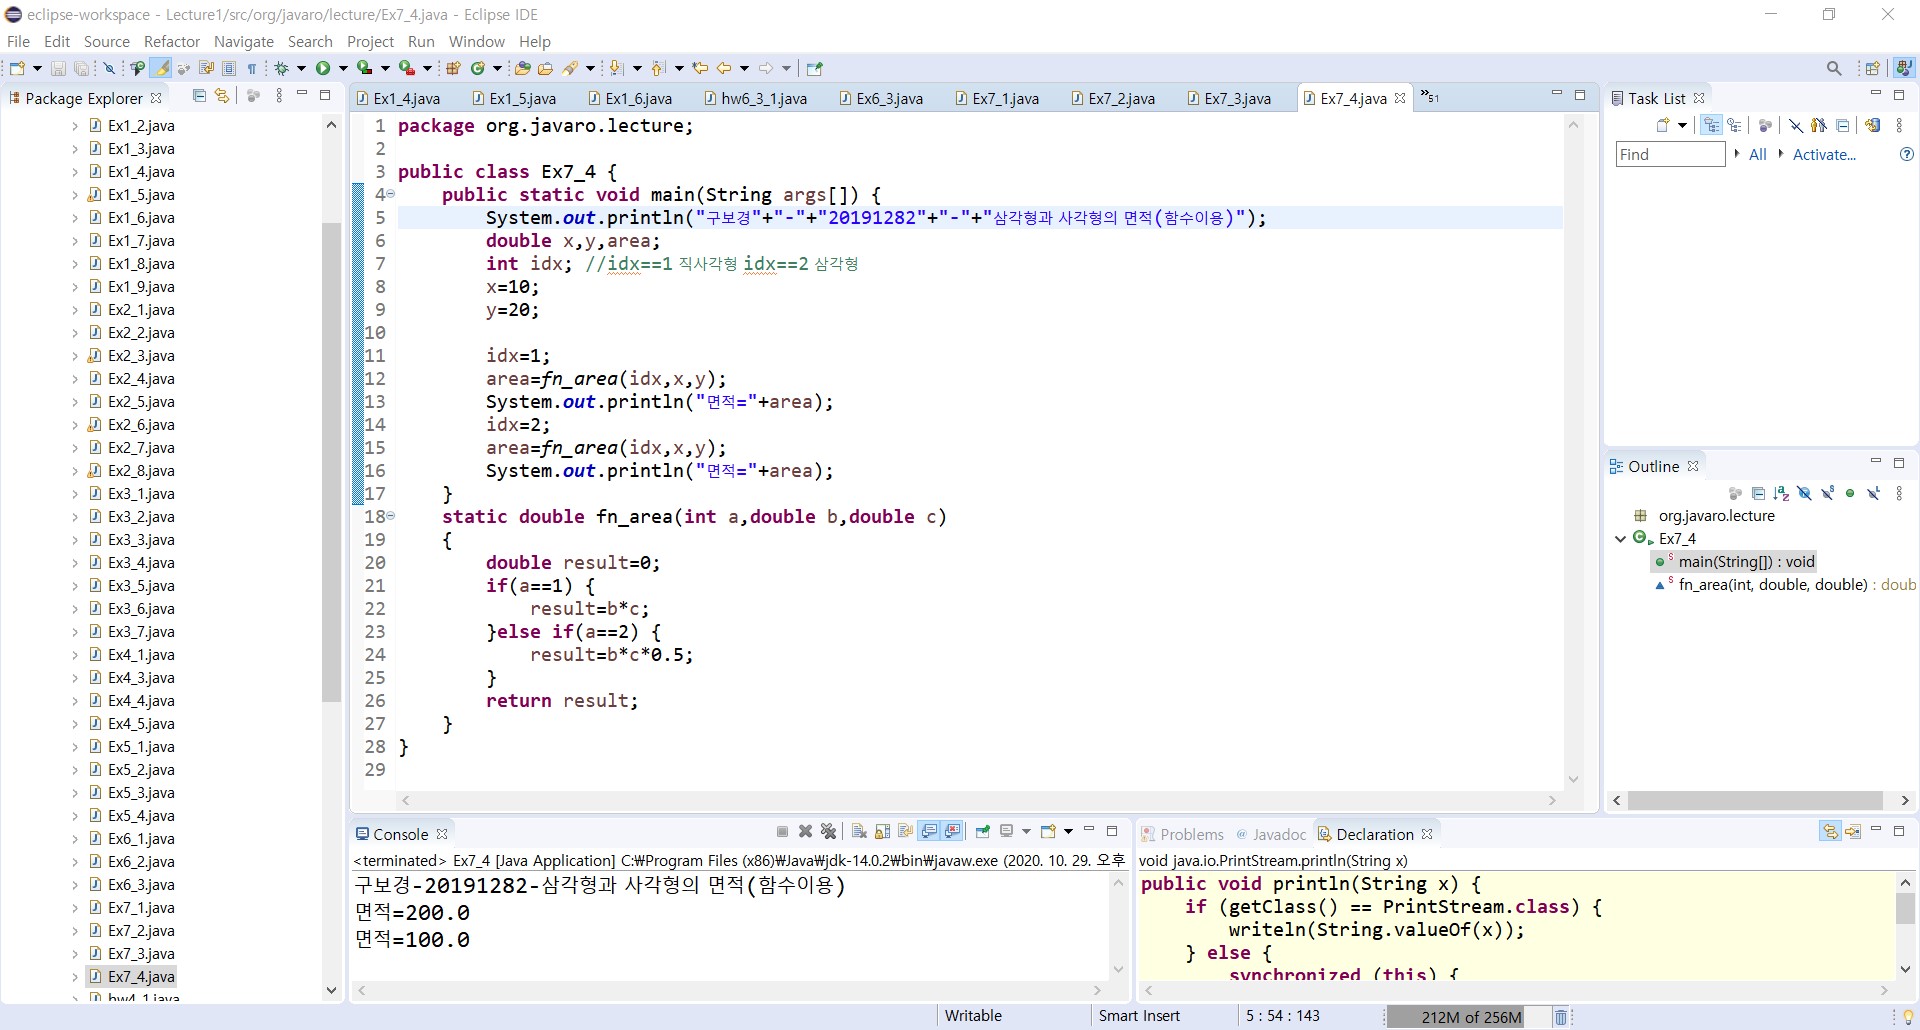 eclipse-workspace - Lecture1/src/org/javaro/lecture/Ex7_4.java - Eclipse IDE
File Edit Source Refactor Navigate Search Project Run Window Help
Package Explorer
Ex1_2.java
Ex1_3.java
Ex1_4.java
Ex1_5.java
Ex1_6.java
Ex1_7.java
Ex1_8.java
Ex1_9.java
Ex2_1.java
Ex2_2.java
Ex2_3.java
Ex2_4.java
Ex2_5.java
Ex2_6.java
Ex2_7.java
Ex2_8.java
Ex3_1.java
Ex3_2.java
Ex3_3.java
Ex3_4.java
Ex3_5.java
Ex3_6.java
Ex3_7.java
Ex4_1.java
Ex4_3.java
Ex4_4.java
Ex4_5.java
Ex5_1.java
Ex5_2.java
Ex5_3.java
Ex5_4.java
Ex6_1.java
Ex6_2.java
Ex6_3.java
Ex7_1.java
Ex7_2.java
Ex7_3.java
Ex7_4.java
hw4_1.java
Ex1_4.java Ex1_5.java Ex1_6.java hw6_3_1.java Ex6_3.java Ex7_1.java Ex7_2.java Ex7_3.java Ex7_4.java »51
1 package org.javaro.lecture;
2
3 public class Ex7_4 {
4 public static void main(String args[]) {
5 System.out.println("구보경"+"-"+"20191282"+"-"+"삼각형과 사각형의 면적(함수이용)");
6 double x,y,area;
7 int idx; //idx==1 직사각형 idx==2 삼각형
8 x=10;
9 y=20;
10
11 idx=1;
12 area=fn_area(idx,x,y);
13 System.out.println("면적="+area);
14 idx=2;
15 area=fn_area(idx,x,y);
16 System.out.println("면적="+area);
17 }
18 static double fn_area(int a,double b,double c)
19 {
20 double result=0;
21 if(a==1) {
22 result=b*c;
23 }else if(a==2) {
24 result=b*c*0.5;
25 }
26 return result;
27 }
28 }
29
Task List
Find All Activate...
Outline
org.javaro.lecture
Ex7_4
main(String[]) : void
fn_area(int, double, double) : doub
Console
<terminated> Ex7_4 [Java Application] C:₩Program Files (x86)₩Java₩jdk-14.0.2₩bin₩javaw.exe (2020. 10. 29. 오후
구보경-20191282-삼각형과 사각형의 면적(함수이용)
면적=200.0
면적=100.0
Problems @ Javadoc Declaration
void java.io.PrintStream.println(String x)
public void println(String x) {
if (getClass() == PrintStream.class) {
writeln(String.valueOf(x));
} else {
synchronized (this) {
Writable Smart Insert 5 : 54 : 143 212M of 256M